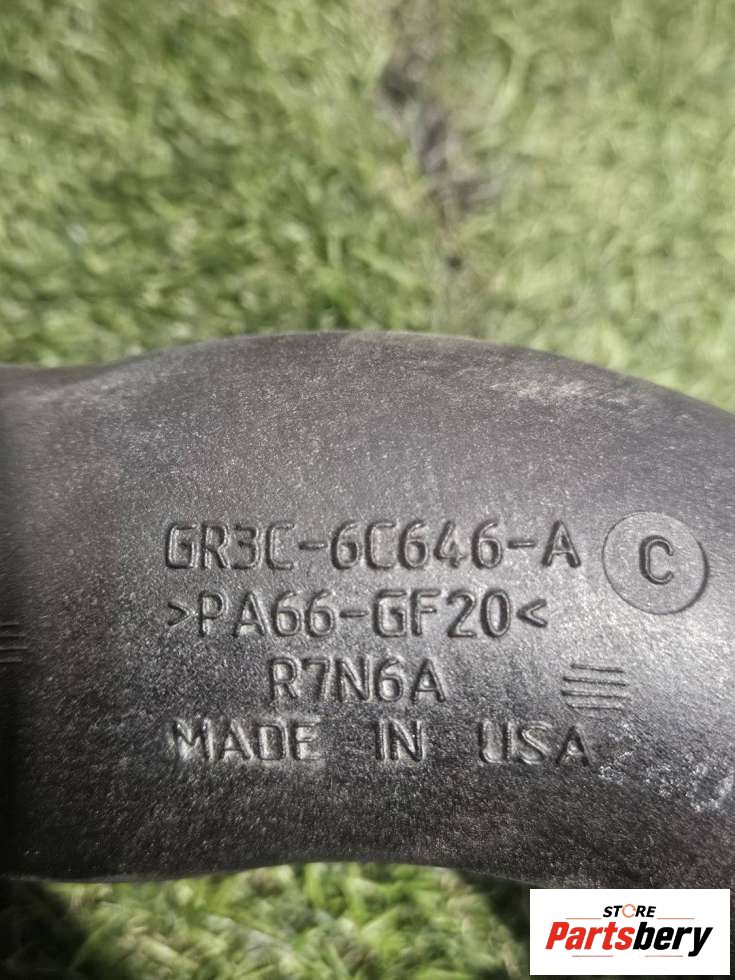 GR3C-6C646-A C
>PA66-GF20<
R7N6A
MADE IN USA
STORE
Partsbery